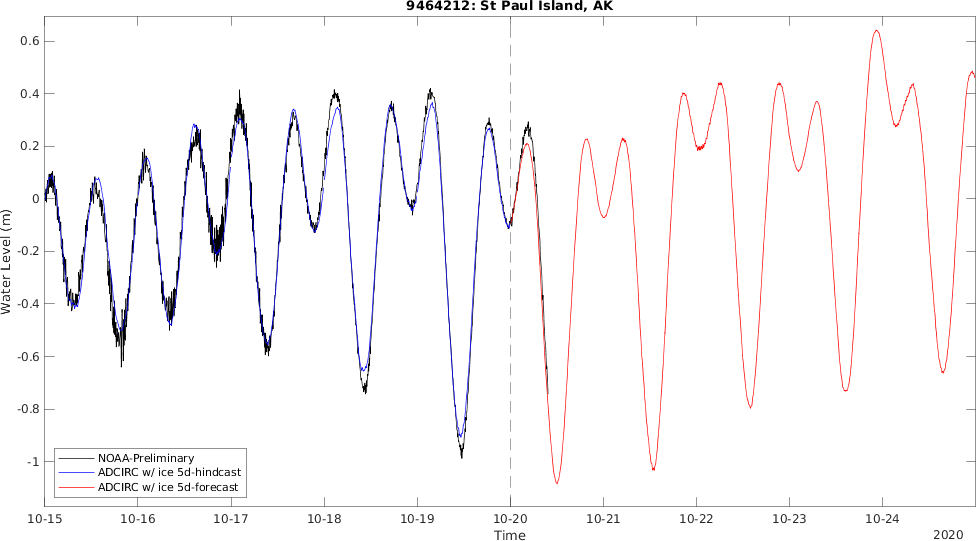 9464212: St Paul Island, AK
Water Level (m)
0.6
0.4
0.2
0
-0.2
-0.4
-0.6
-0.8
-1
NOAA-Preliminary
ADCIRC w/ ice 5d-hindcast
ADCIRC w/ ice 5d-forecast
10-15 10-16 10-17 10-18 10-19 10-20 10-21 10-22 10-23 10-24
Time
2020